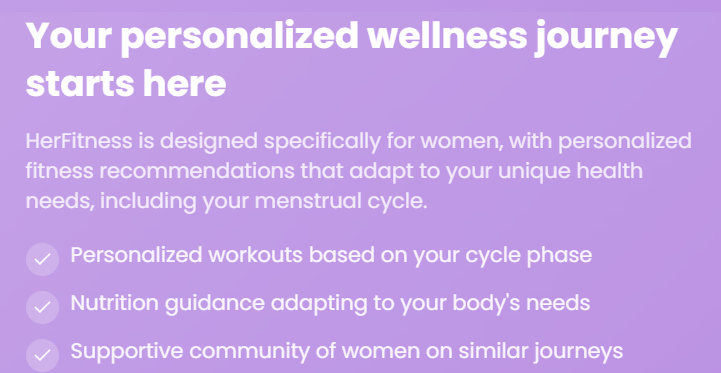 Your personalized wellness journey
starts here
HerFitness is designed specifically for women, with personalized
fitness recommendations that adapt to your unique health
needs, including your menstrual cycle.
Personalized workouts based on your cycle phase
Nutrition guidance adapting to your body's needs
Supportive community of women on similar journeys